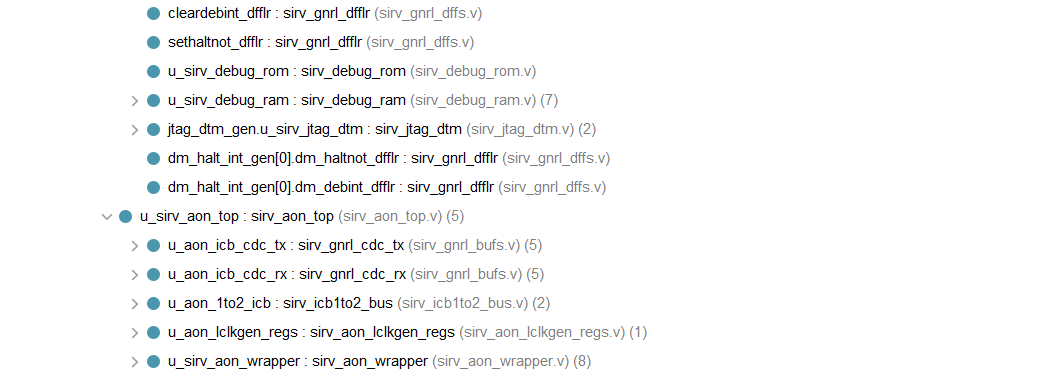 cleardebint_dfflr : sirv_gnrl_dfflr (sirv_gnrl_dffs.v)
sethaltnot_dfflr : sirv_gnrl_dfflr (sirv_gnrl_dffs.v)
u_sirv_debug_rom : sirv_debug_rom (sirv_debug_rom.v)
u_sirv_debug_ram : sirv_debug_ram (sirv_debug_ram.v) (7)
jtag_dtm_gen.u_sirv_jtag_dtm : sirv_jtag_dtm (sirv_jtag_dtm.v) (2)
dm_halt_int_gen[0].dm_haltnot_dfflr : sirv_gnrl_dfflr (sirv_gnrl_dffs.v)
dm_halt_int_gen[0].dm_debint_dfflr : sirv_gnrl_dfflr (sirv_gnrl_dffs.v)
u_sirv_aon_top : sirv_aon_top (sirv_aon_top.v) (5)
u_aon_icb_cdc_tx : sirv_gnrl_cdc_tx (sirv_gnrl_bufs.v) (5)
u_aon_icb_cdc_rx : sirv_gnrl_cdc_rx (sirv_gnrl_bufs.v) (5)
u_aon_1to2_icb : sirv_icb1to2_bus (sirv_icb1to2_bus.v) (2)
u_aon_lclkgen_regs : sirv_aon_lclkgen_regs (sirv_aon_lclkgen_regs.v) (1)
u_sirv_aon_wrapper : sirv_aon_wrapper (sirv_aon_wrapper.v) (8)